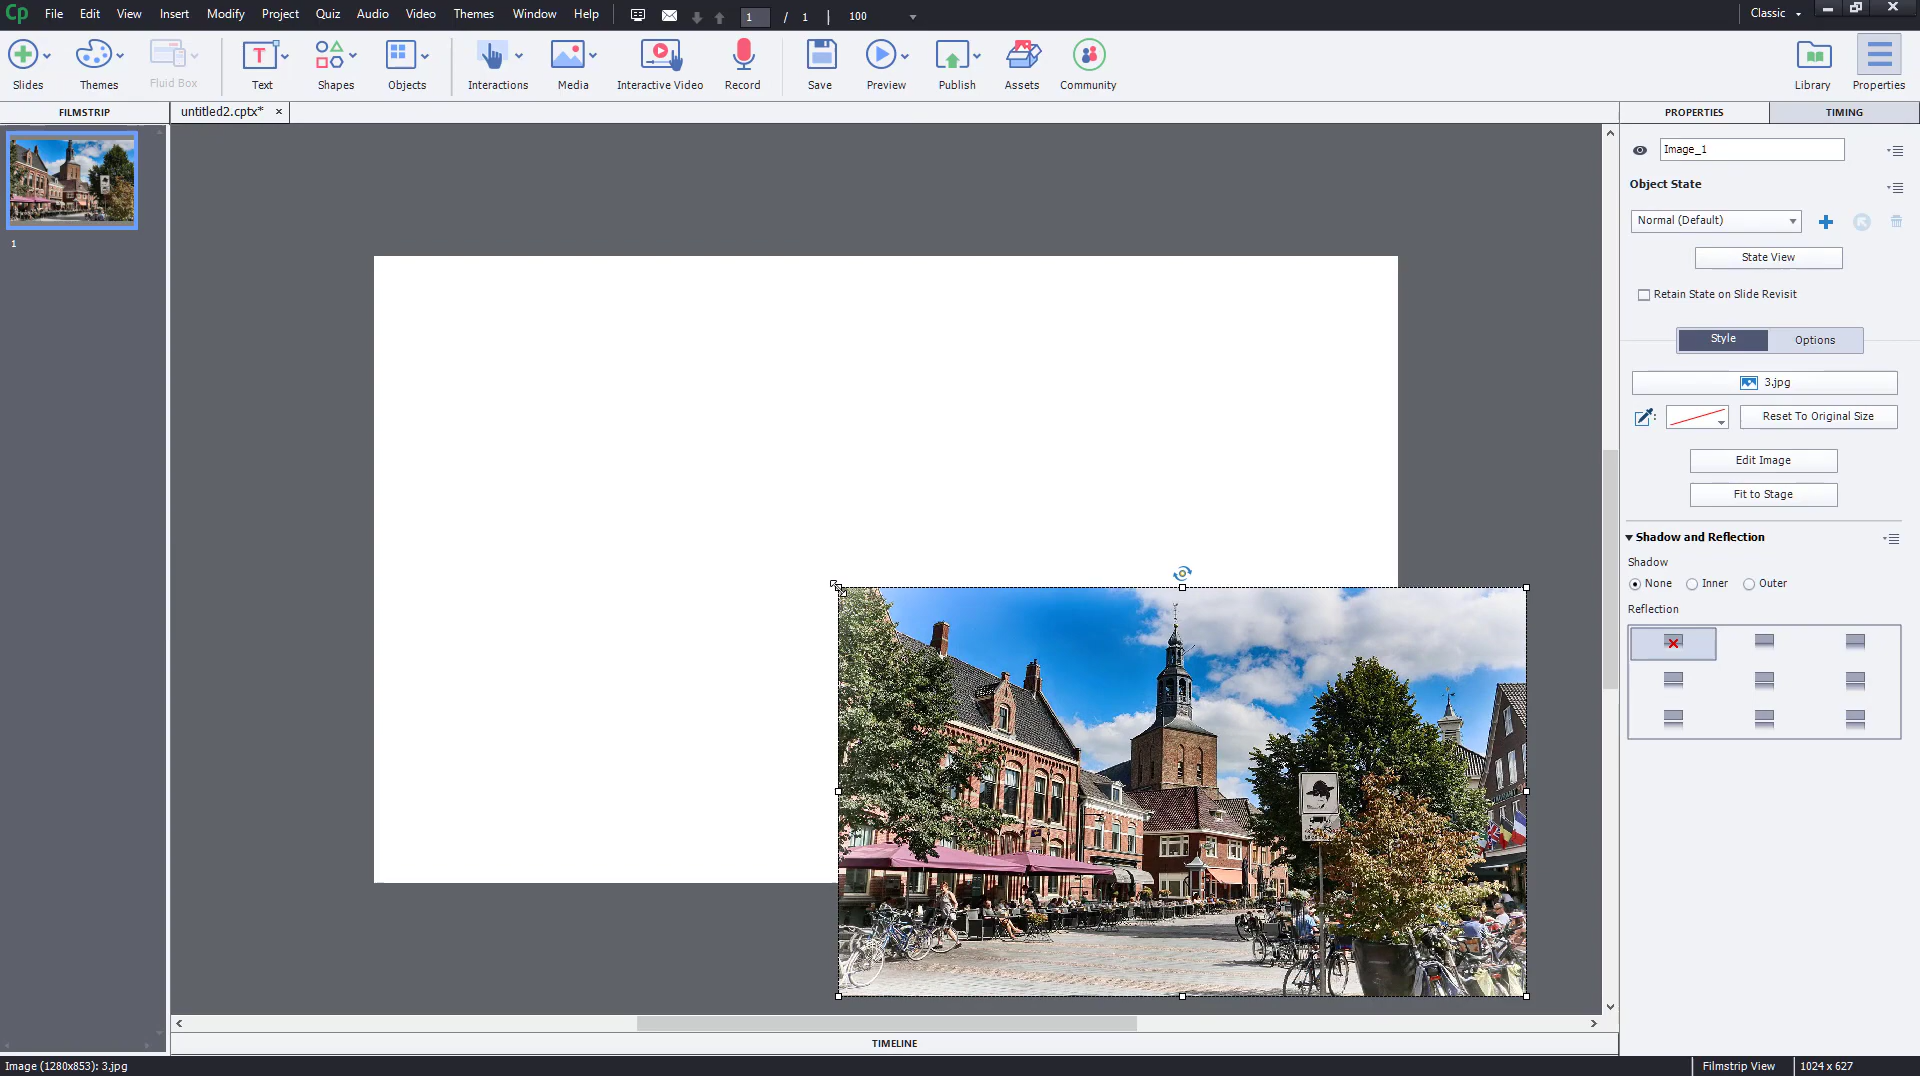 Cp File Edit View Insert Modify Project Quiz Audio Video Themes Window Help 1 / 1 100 Classic
Slides Themes Fluid Box Text Shapes Objects Interactions Media Interactive Video Record Save Preview Publish Assets Community Library Properties
FILMSTRIP untitled2.cptx* × PROPERTIES TIMING
Image_1
Object State
Normal (Default)
State View
1
Retain State on Slide Revisit
Style Options
3.jpg
Reset To Original Size
Edit Image
Fit to Stage
Shadow and Reflection
Shadow
None Inner Outer
Reflection
TIMELINE
Image (1280x853): 3.jpg Filmstrip View 1024 x 627